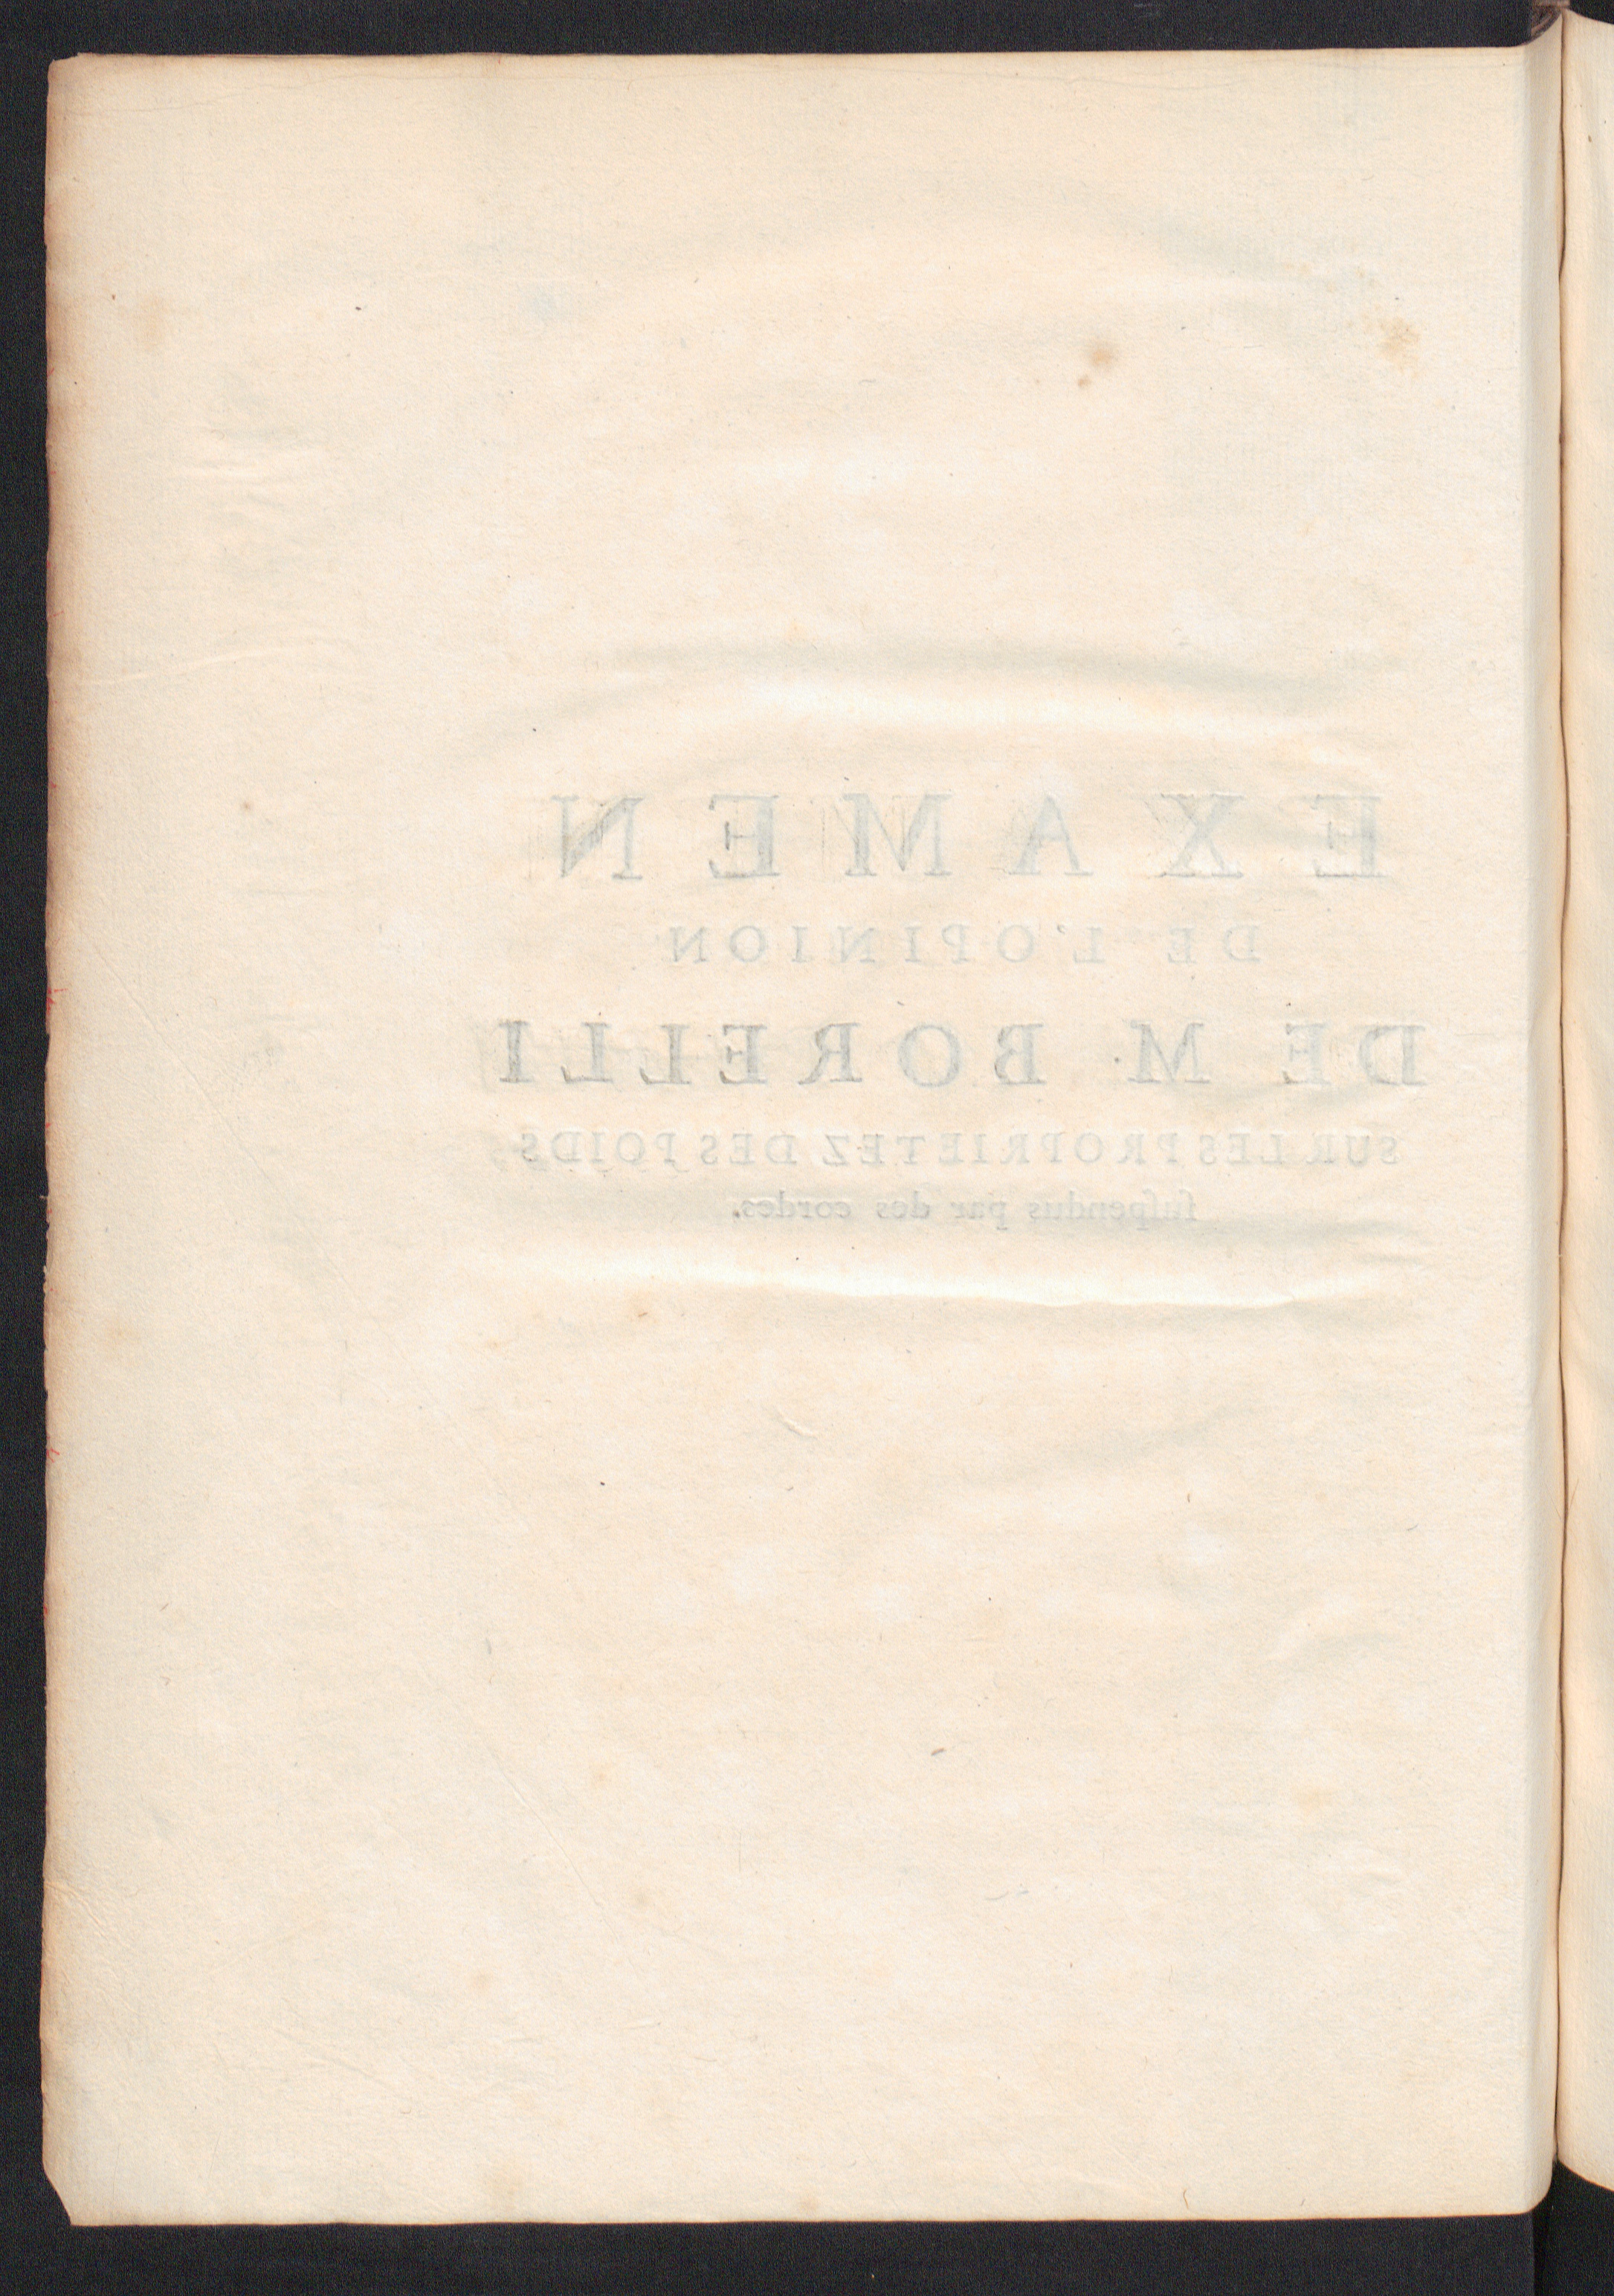 EXAMEN
DE L'OPINION
DE M. BORELLI
SUR LES PROPRIETEZ DES POIDS
ſuſpendus par des cordes.